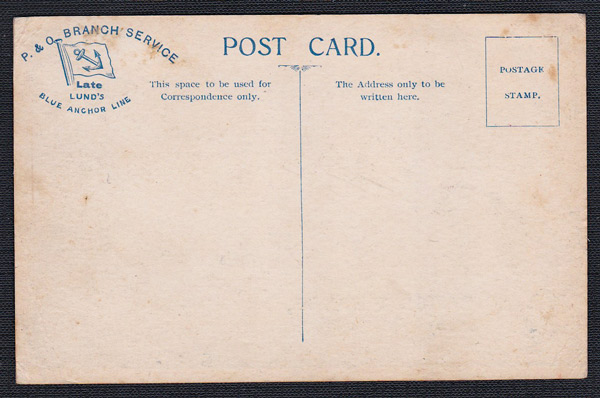 P. & O. BRANCH SERVICE
Late
LUND'S
BLUE ANCHOR LINE
POST CARD.
This space to be used for
Correspondence only.
The Address only to be
written here.
POSTAGE
STAMP.